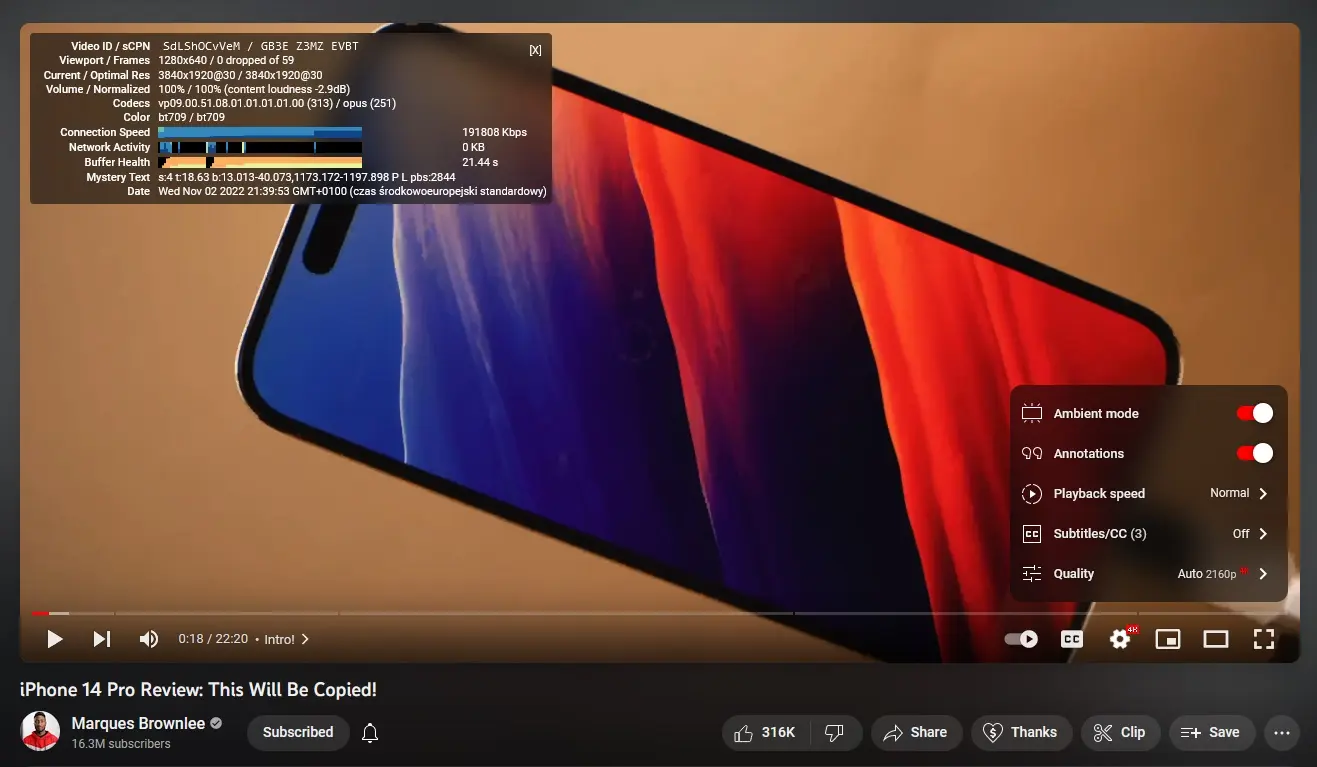 Video ID / sCPN SdLShOCvVeM / GB3E Z3MZ EVBT [X]
Viewport / Frames 1280x640 / 0 dropped of 59
Current / Optimal Res 3840x1920@30 / 3840x1920@30
Volume / Normalized 100% / 100% (content loudness -2.9dB)
Codecs vp09.00.51.08.01.01.01.01.00 (313) / opus (251)
Color bt709 / bt709
Connection Speed 191808 Kbps
Network Activity 0 KB
Buffer Health 21.44 s
Mystery Text s:4 t:18.63 b:13.013-40.073,1173.172-1197.898 P L pbs:2844
Date Wed Nov 02 2022 21:39:53 GMT+0100 (czas środkowoeuropejski standardowy)
Ambient mode
Annotations
Playback speed Normal
CC Subtitles/CC (3) Off
Quality Auto 2160p 4K
0:18 / 22:20 • Intro!
CC 4K
iPhone 14 Pro Review: This Will Be Copied!
Marques Brownlee
16.3M subscribers
Subscribed 316K Share Thanks Clip Save